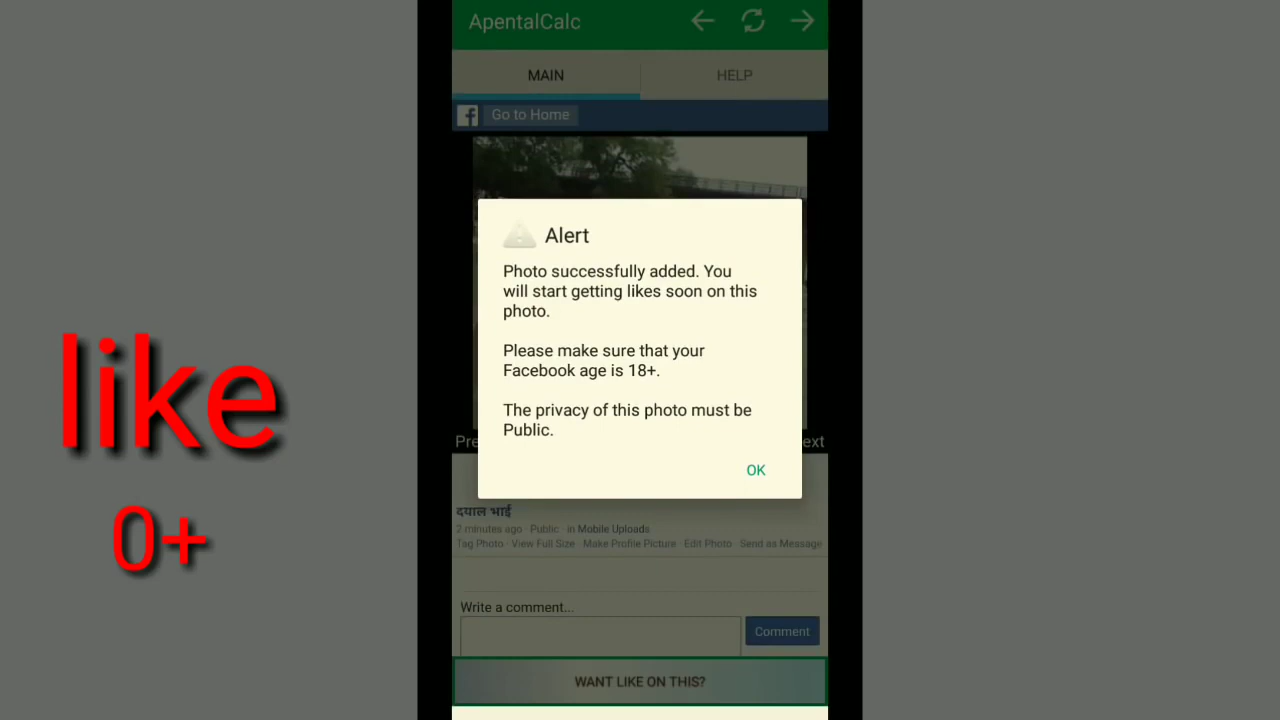 ApentalCalc
MAIN
HELP
Go to Home
Alert
Photo successfully added. You
will start getting likes soon on this
photo.
Please make sure that your
Facebook age is 18+.
The privacy of this photo must be
Public.
OK
Pre
ext
like
0+
दयाल भाई
2 minutes ago · Public · in Mobile Uploads
Tag Photo · View Full Size · Make Profile Picture · Edit Photo · Send as Message
Write a comment...
Comment
WANT LIKE ON THIS?